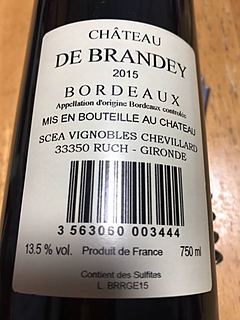 CHÂTEAU
DE BRANDEY
2015
BORDEAUX
Appellation d'origine Bordeaux contrôlée
MIS EN BOUTEILLE AU CHATEAU
SCEA VIGNOBLES CHEVILLARD
33350 RUCH - GIRONDE
3 563060 003444
13.5 % vol. Produit de France 750 ml
Contient des Sulfites
L. BRRGE15